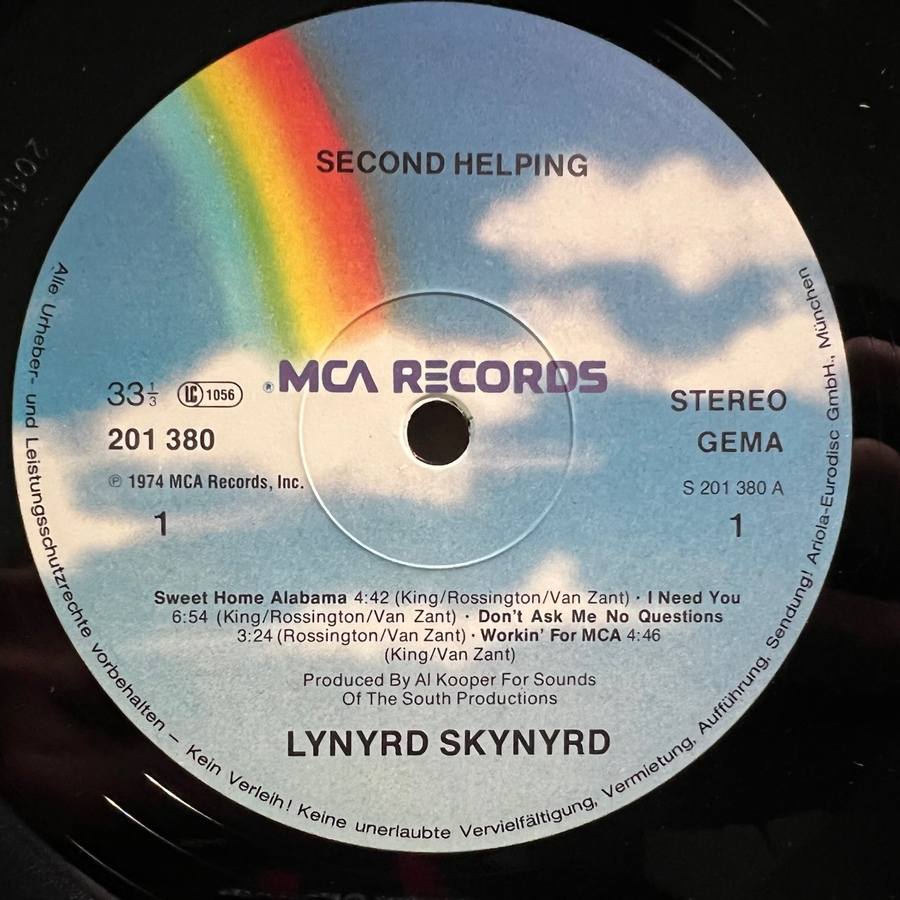 SECOND HELPING
® MCA RECORDS
33 1/3 LC 1056
STEREO
201 380
GEMA
℗ 1974 MCA Records, Inc.
S 201 380 A
1
1
Sweet Home Alabama 4:42 (King/Rossington/Van Zant) · I Need You
6:54 (King/Rossington/Van Zant) · Don't Ask Me No Questions
3:24 (Rossington/Van Zant) · Workin' For MCA 4:46
(King/Van Zant)
Produced By Al Kooper For Sounds
Of The South Productions
LYNYRD SKYNYRD
Alle Urheber- und Leistungsschutzrechte vorbehalten – Kein Verleih! Keine unerlaubte Vervielfältigung, Vermietung, Aufführung, Sendung! Ariola-Eurodisc GmbH., München